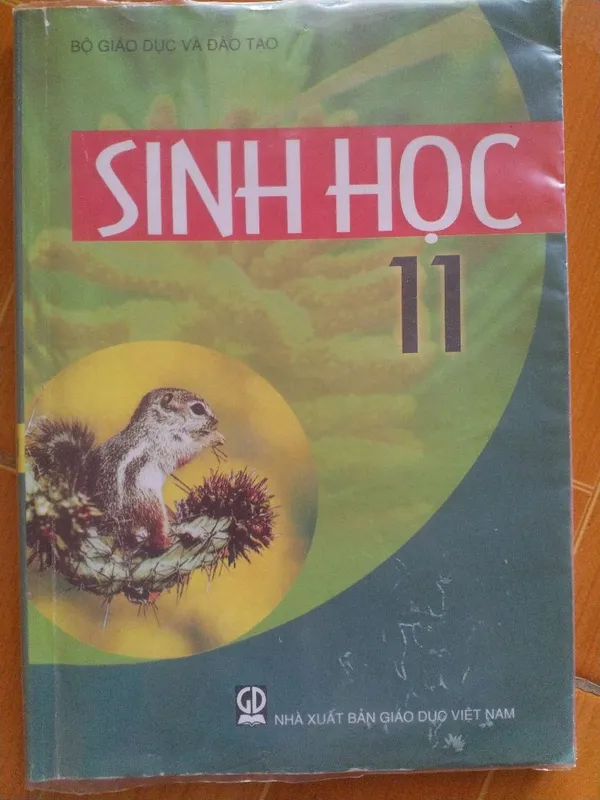 BỘ GIÁO DỤC VÀ ĐÀO TẠO
SINH HỌC
11
GD
NHÀ XUẤT BẢN GIÁO DỤC VIỆT NAM